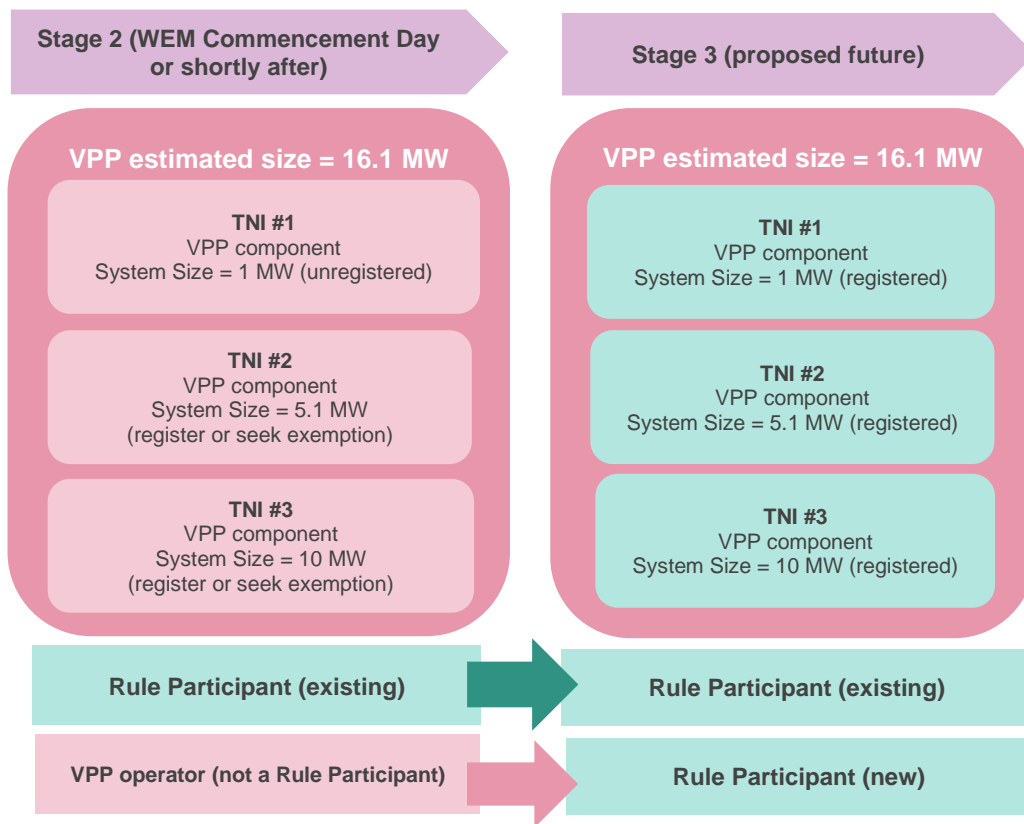 Stage 2 (WEM Commencement Day
or shortly after)
VPP estimated size = 16.1 MW
TNI #1
VPP component
System Size = 1 MW (unregistered)
TNI #2
VPP component
System Size = 5.1 MW
(register or seek exemption)
TNI #3
VPP component
System Size = 10 MW
(register or seek exemption)
Rule Participant (existing)
VPP operator (not a Rule Participant)
Stage 3 (proposed future)
VPP estimated size = 16.1 MW
TNI #1
VPP component
System Size = 1 MW (registered)
TNI #2
VPP component
System Size = 5.1 MW (registered)
TNI #3
VPP component
System Size = 10 MW (registered)
Rule Participant (existing)
Rule Participant (new)